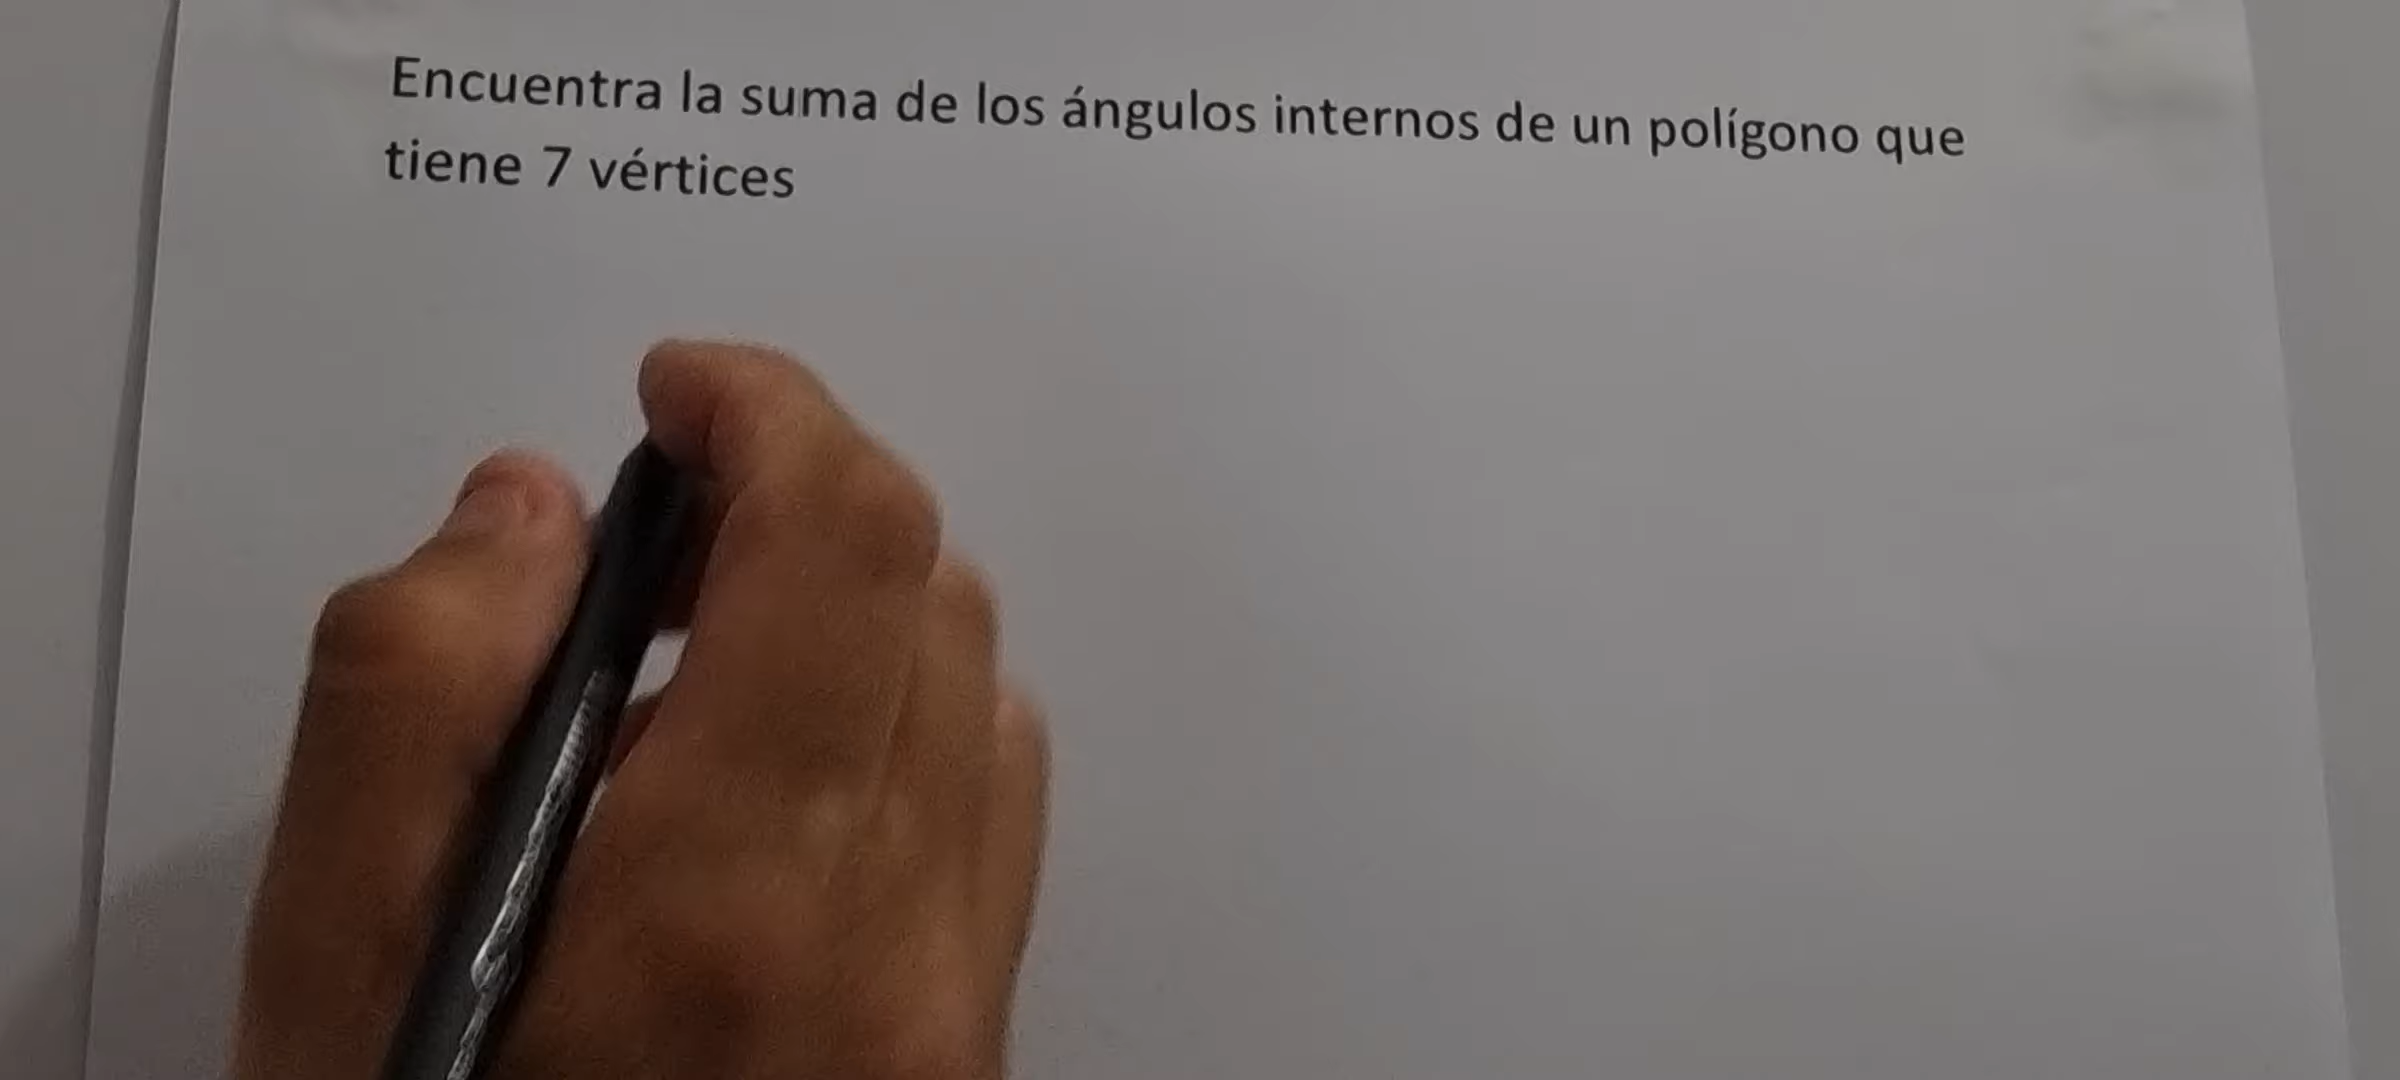 Encuentra la suma de los ángulos internos de un polígono que
tiene 7 vértices